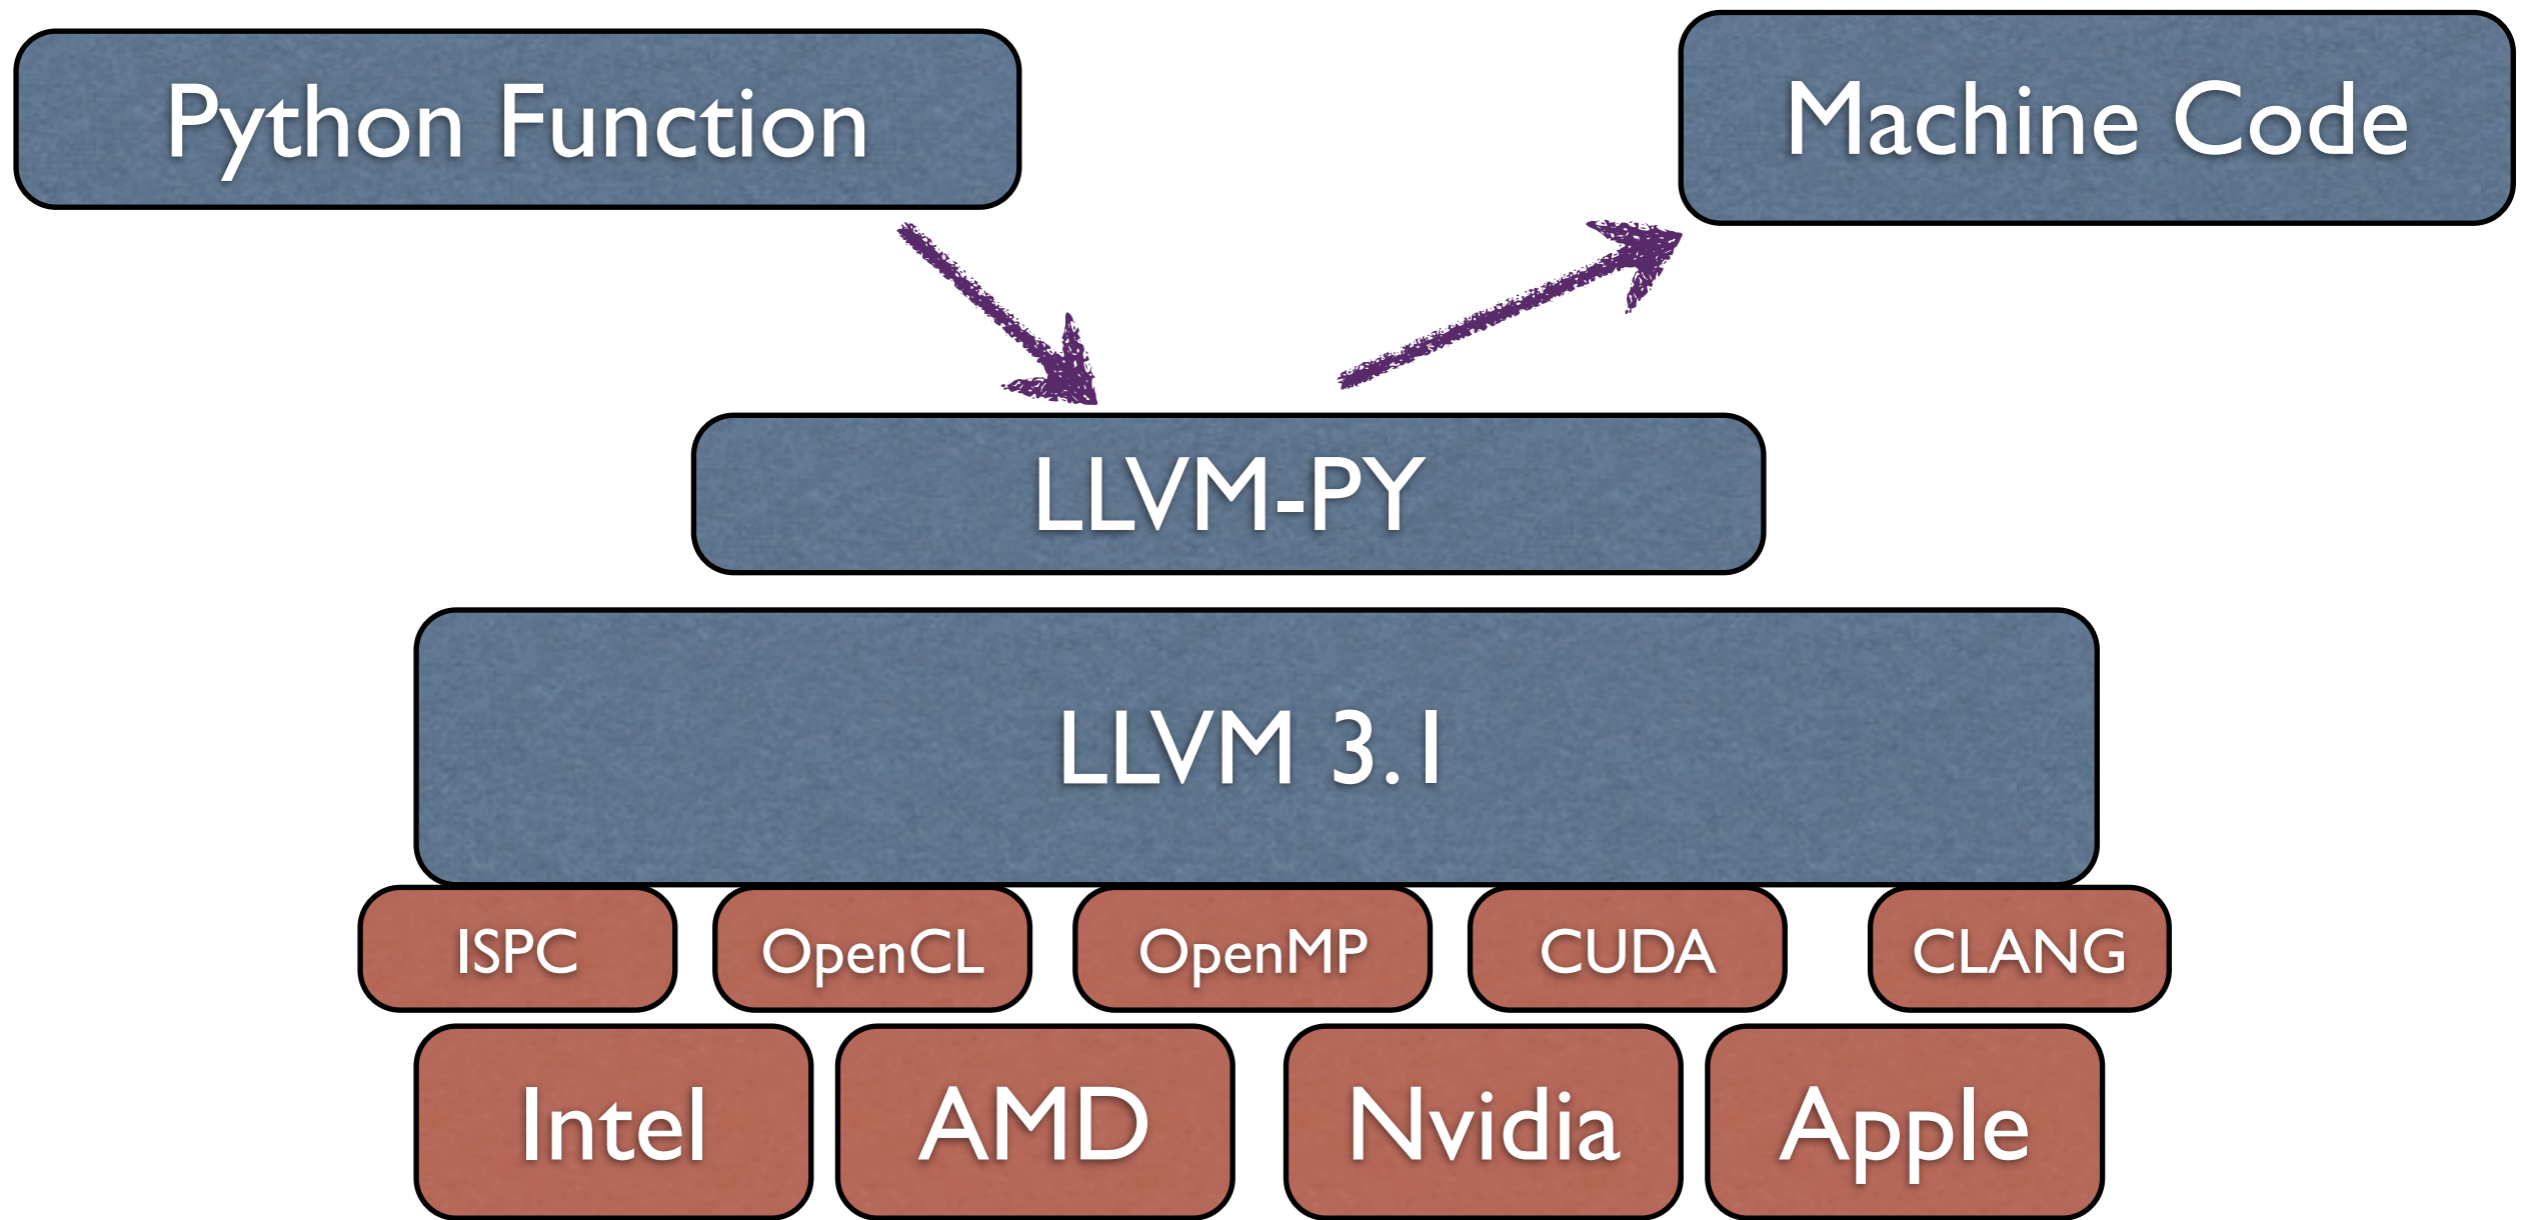 Python Function
Machine Code
LLVM-PY
LLVM 3.1
ISPC
OpenCL
OpenMP
CUDA
CLANG
Intel
AMD
Nvidia
Apple